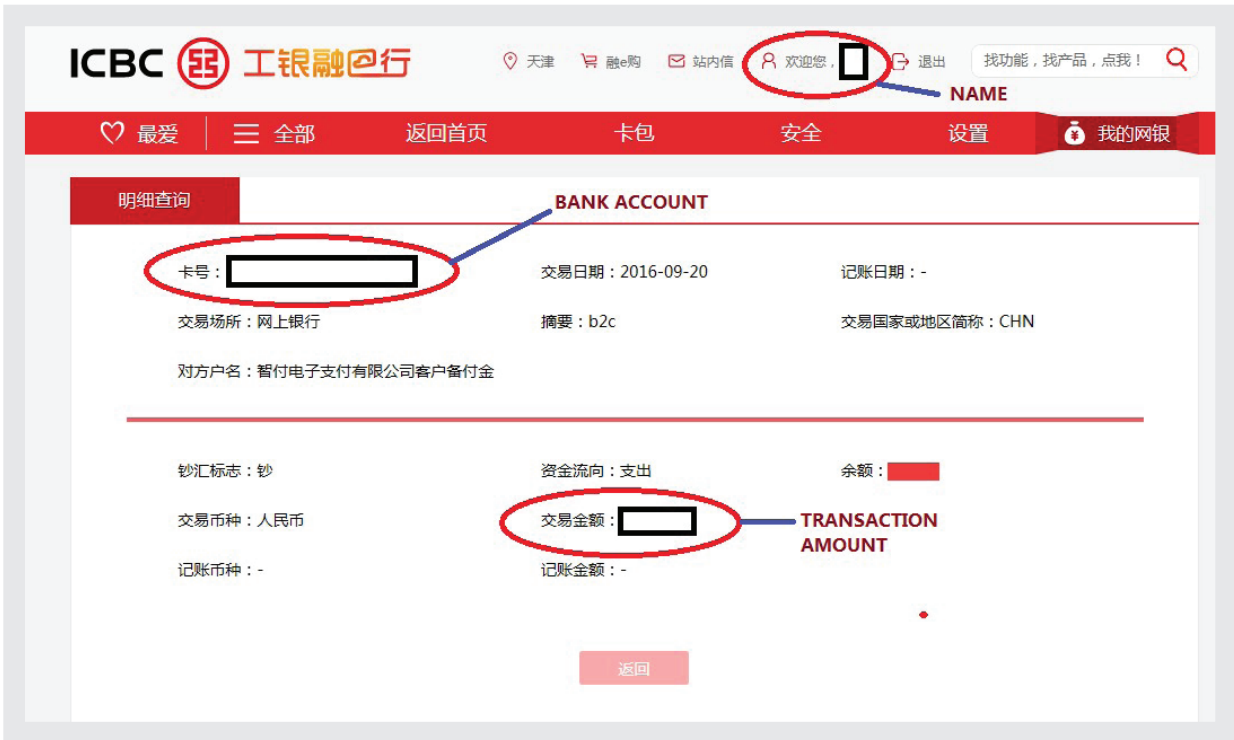 ICBC 工银融e行
天津 融e购 站内信 欢迎您， 退出 找功能，找产品，点我！
NAME
最爱 全部 返回首页 卡包 安全 设置 我的网银
明细查询
BANK ACCOUNT
卡号： 交易日期：2016-09-20 记账日期：-
交易场所：网上银行 摘要：b2c 交易国家或地区简称：CHN
对方户名：智付电子支付有限公司客户备付金
钞汇标志：钞 资金流向：支出 余额：
交易币种：人民币 交易金额： TRANSACTION
AMOUNT
记账币种：- 记账金额：-
返回